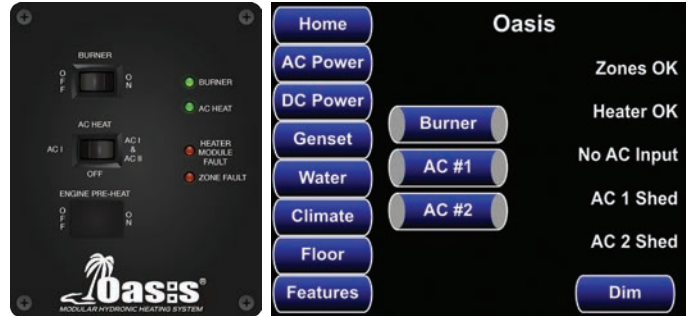 BURNER
OFF
ON
BURNER
AC HEAT
AC HEAT
AC I
AC I & AC II
OFF
HEATER MODULE FAULT
ZONE FAULT
ENGINE PRE-HEAT
OFF
ON
Oasis®
MODULAR HYDRONIC HEATING SYSTEM
Home
AC Power
DC Power
Genset
Water
Climate
Floor
Features
Oasis
Burner
AC #1
AC #2
Zones OK
Heater OK
No AC Input
AC 1 Shed
AC 2 Shed
Dim